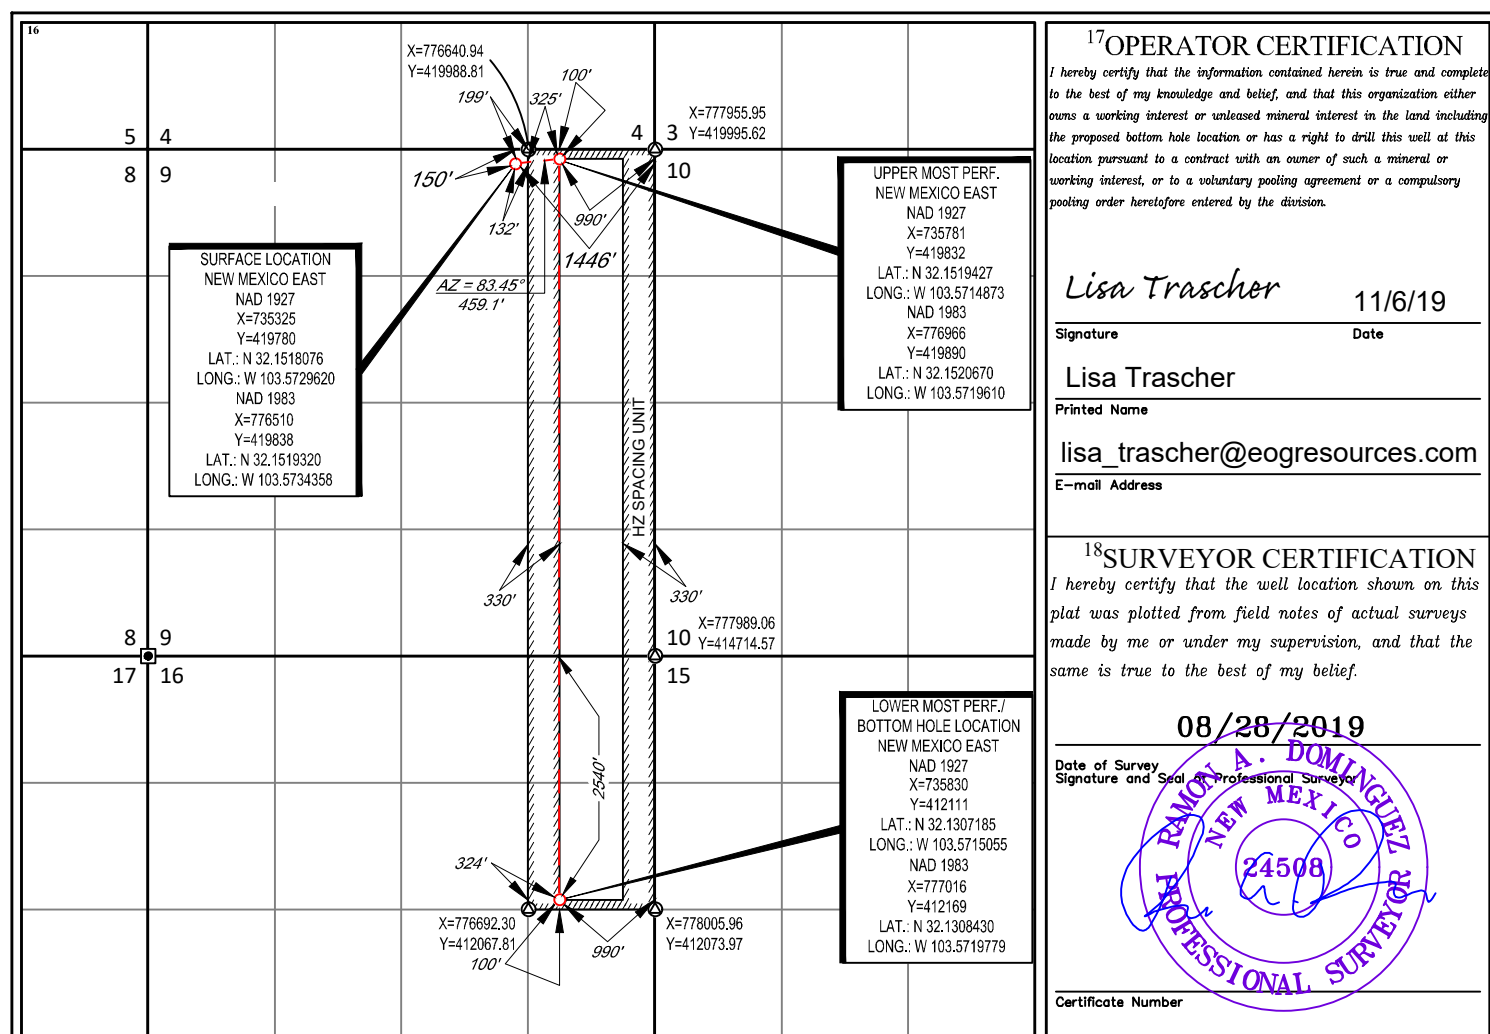 16
X=776640.94
Y=419988.81
199'
325'
100'
X=777955.95
Y=419995.62
5 4
4 3
8 9
10
150'
132'
990'
1446'
AZ = 83.45°
459.1'
SURFACE LOCATION
NEW MEXICO EAST
NAD 1927
X=735325
Y=419780
LAT.: N 32.1518076
LONG.: W 103.5729620
NAD 1983
X=776510
Y=419838
LAT.: N 32.1519320
LONG.: W 103.5734358
UPPER MOST PERF.
NEW MEXICO EAST
NAD 1927
X=735781
Y=419832
LAT.: N 32.1519427
LONG.: W 103.5714873
NAD 1983
X=776966
Y=419890
LAT.: N 32.1520670
LONG.: W 103.5719610
HZ SPACING UNIT
330'
330'
8 9
17 16
10
15
X=777989.06
Y=414714.57
2540'
LOWER MOST PERF./
BOTTOM HOLE LOCATION
NEW MEXICO EAST
NAD 1927
X=735830
Y=412111
LAT.: N 32.1307185
LONG.: W 103.5715055
NAD 1983
X=777016
Y=412169
LAT.: N 32.1308430
LONG.: W 103.5719779
324'
X=776692.30
Y=412067.81
100'
990'
X=778005.96
Y=412073.97
17OPERATOR CERTIFICATION
I hereby certify that the information contained herein is true and complete
to the best of my knowledge and belief, and that this organization either
owns a working interest or unleased mineral interest in the land including
the proposed bottom hole location or has a right to drill this well at this
location pursuant to a contract with an owner of such a mineral or
working interest, or to a voluntary pooling agreement or a compulsory
pooling order heretofore entered by the division.
Lisa Trascher 11/6/19
Signature Date
Lisa Trascher
Printed Name
lisa_trascher@eogresources.com
E-mail Address
18SURVEYOR CERTIFICATION
I hereby certify that the well location shown on this
plat was plotted from field notes of actual surveys
made by me or under my supervision, and that the
same is true to the best of my belief.
08/28/2019
Date of Survey
Signature and Seal of Professional Surveyor
RAMON A. DOMINGUEZ
NEW MEXICO
24508
PROFESSIONAL SURVEYOR
Certificate Number